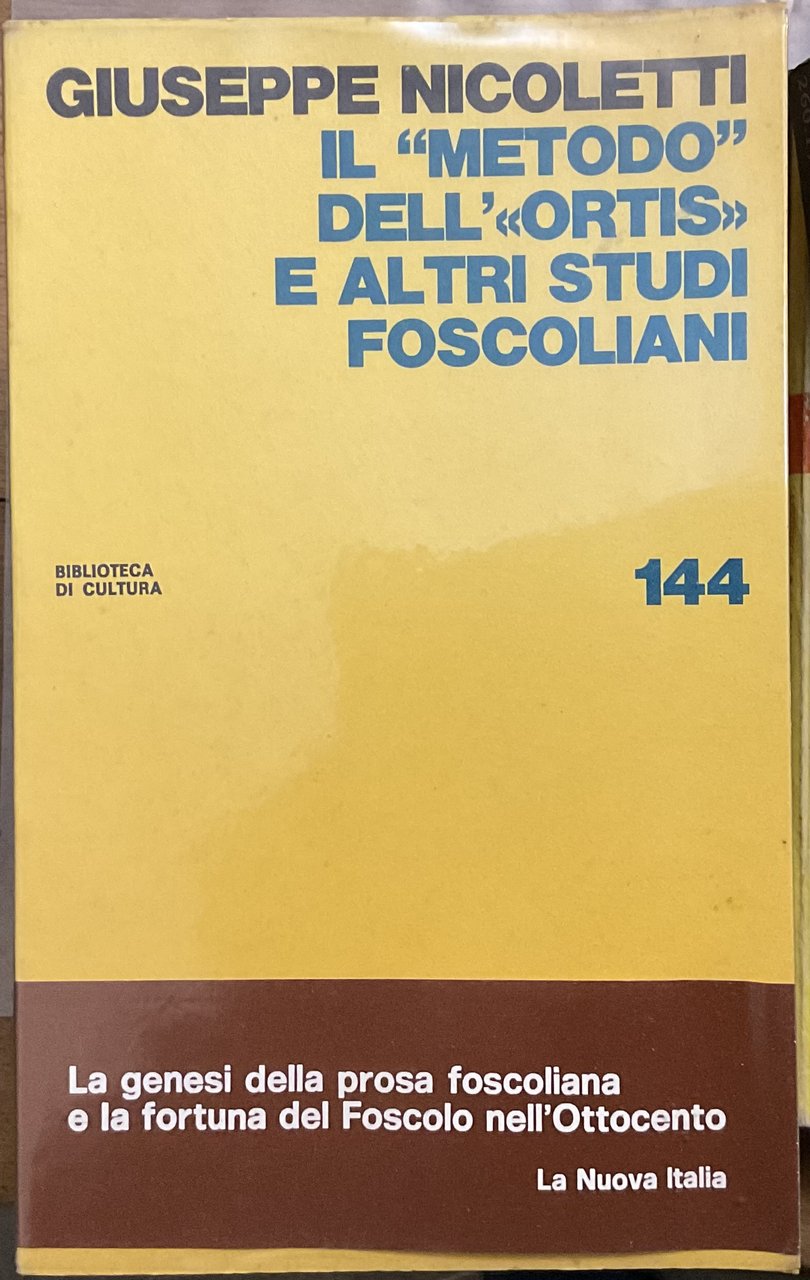 GIUSEPPE NICOLETTI
IL “METODO”
DELL'«ORTIS»
E ALTRI STUDI
FOSCOLIANI
BIBLIOTECA
DI CULTURA
144
La genesi della prosa foscoliana
e la fortuna del Foscolo nell'Ottocento
La Nuova Italia